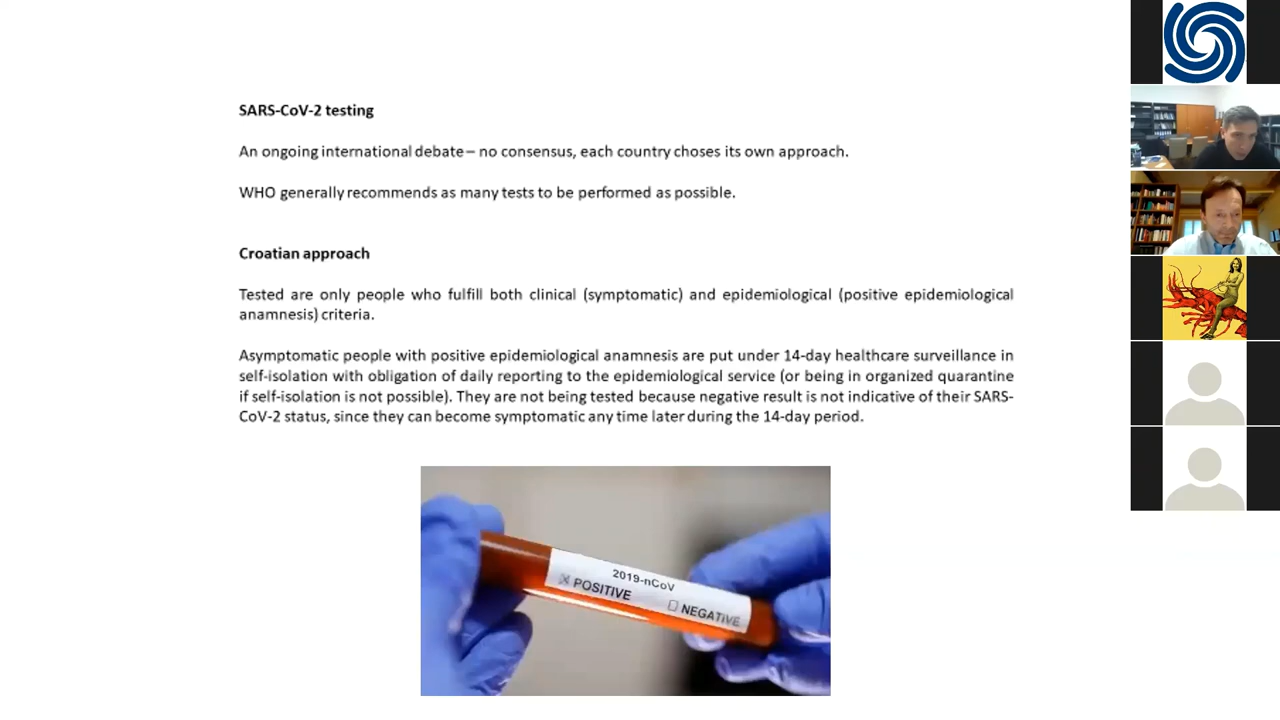 SARS-CoV-2 testing
An ongoing international debate – no consensus, each country choses its own approach.
WHO generally recommends as many tests to be performed as possible.
Croatian approach
Tested are only people who fulfill both clinical (symptomatic) and epidemiological (positive epidemiological
anamnesis) criteria.
Asymptomatic people with positive epidemiological anamnesis are put under 14-day healthcare surveillance in
self-isolation with obligation of daily reporting to the epidemiological service (or being in organized quarantine
if self-isolation is not possible). They are not being tested because negative result is not indicative of their SARS-
CoV-2 status, since they can become symptomatic any time later during the 14-day period.
2019-nCoV
POSITIVE NEGATIVE